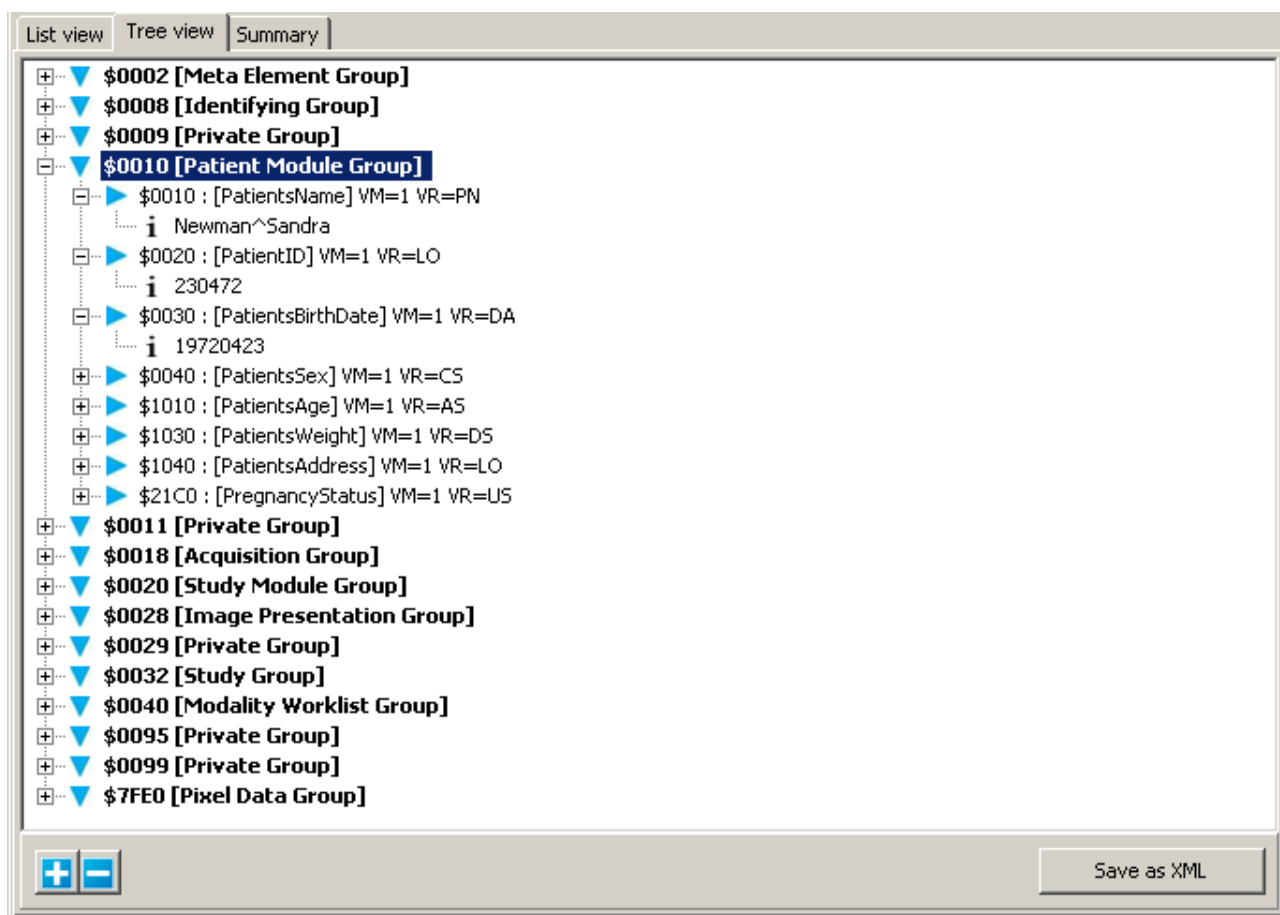 List view Tree view Summary
$0002 [Meta Element Group]
$0008 [Identifying Group]
$0009 [Private Group]
$0010 [Patient Module Group]
$0010 : [PatientsName] VM=1 VR=PN
Newman^Sandra
$0020 : [PatientID] VM=1 VR=LO
230472
$0030 : [PatientsBirthDate] VM=1 VR=DA
19720423
$0040 : [PatientsSex] VM=1 VR=CS
$1010 : [PatientsAge] VM=1 VR=AS
$1030 : [PatientsWeight] VM=1 VR=DS
$1040 : [PatientsAddress] VM=1 VR=LO
$21C0 : [PregnancyStatus] VM=1 VR=US
$0011 [Private Group]
$0018 [Acquisition Group]
$0020 [Study Module Group]
$0028 [Image Presentation Group]
$0029 [Private Group]
$0032 [Study Group]
$0040 [Modality Worklist Group]
$0095 [Private Group]
$0099 [Private Group]
$7FE0 [Pixel Data Group]
Save as XML